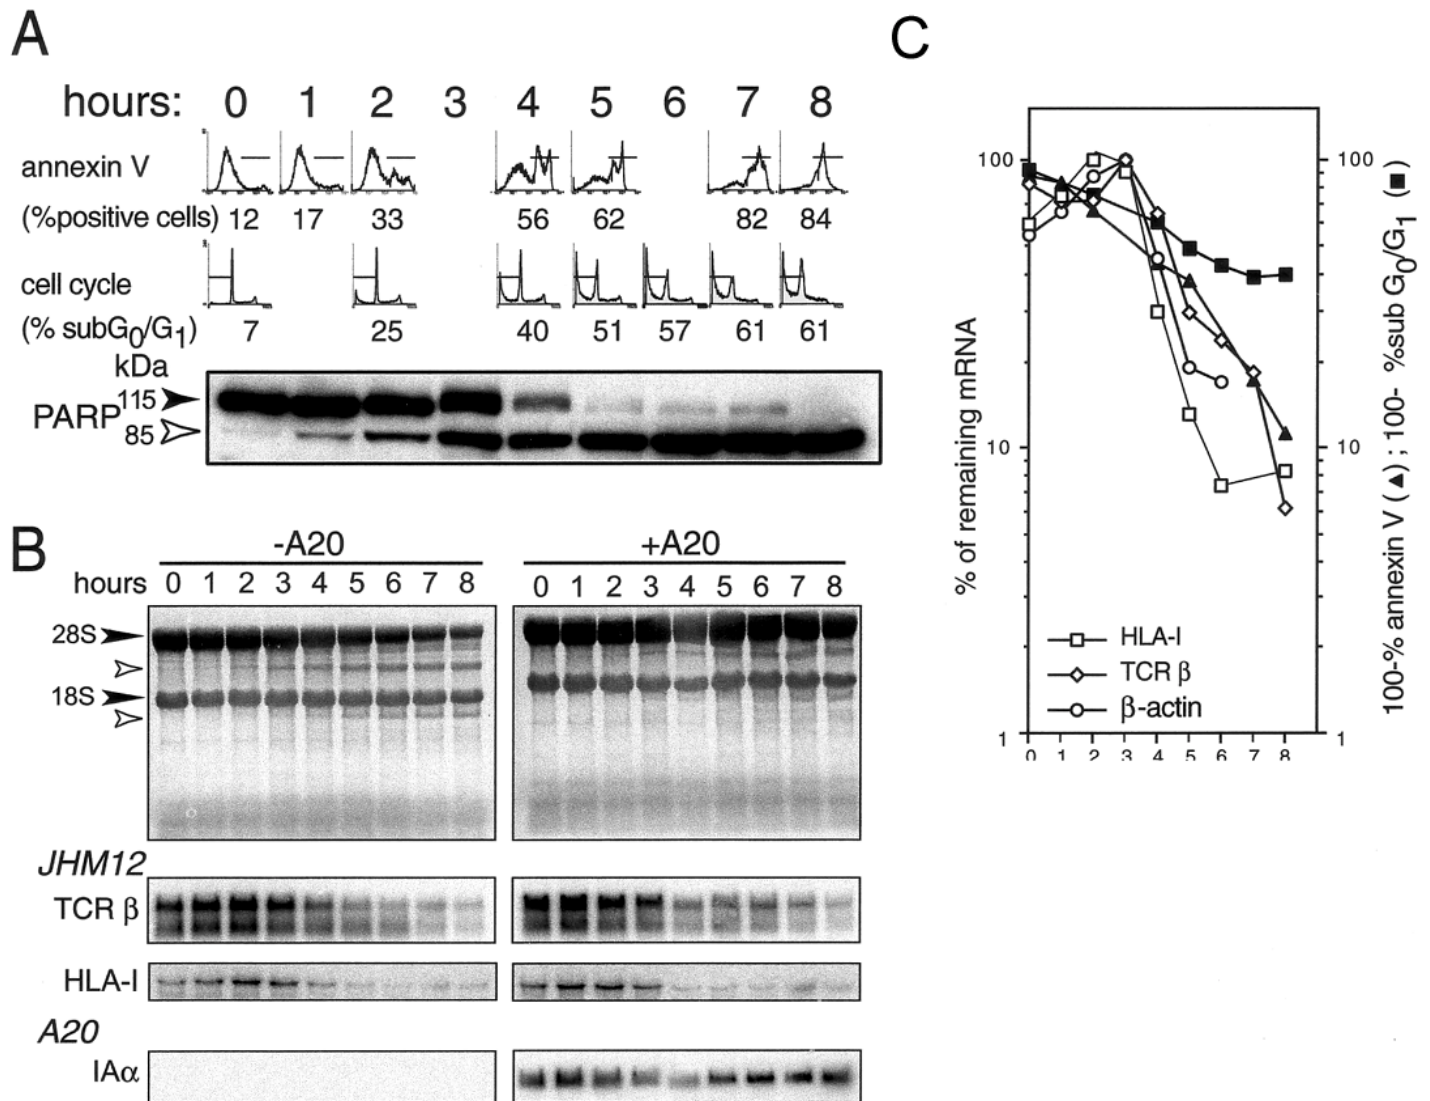 A
hours: 0 1 2 3 4 5 6 7 8
annexin V
(%positive cells) 12 17 33 56 62 82 84
cell cycle
(% subG0/G1) 7 25 40 51 57 61 61
kDa
PARP 115
85
B
-A20 +A20
hours 0 1 2 3 4 5 6 7 8 0 1 2 3 4 5 6 7 8
28S
18S
JHM12
TCR β
HLA-I
A20
IAα
C
100 100
10 10
1 1
0 1 2 3 4 5 6 7 8
% of remaining mRNA
HLA-I
TCR β
β-actin
100-% annexin V (▲) ; 100- %sub G0/G1 (■)